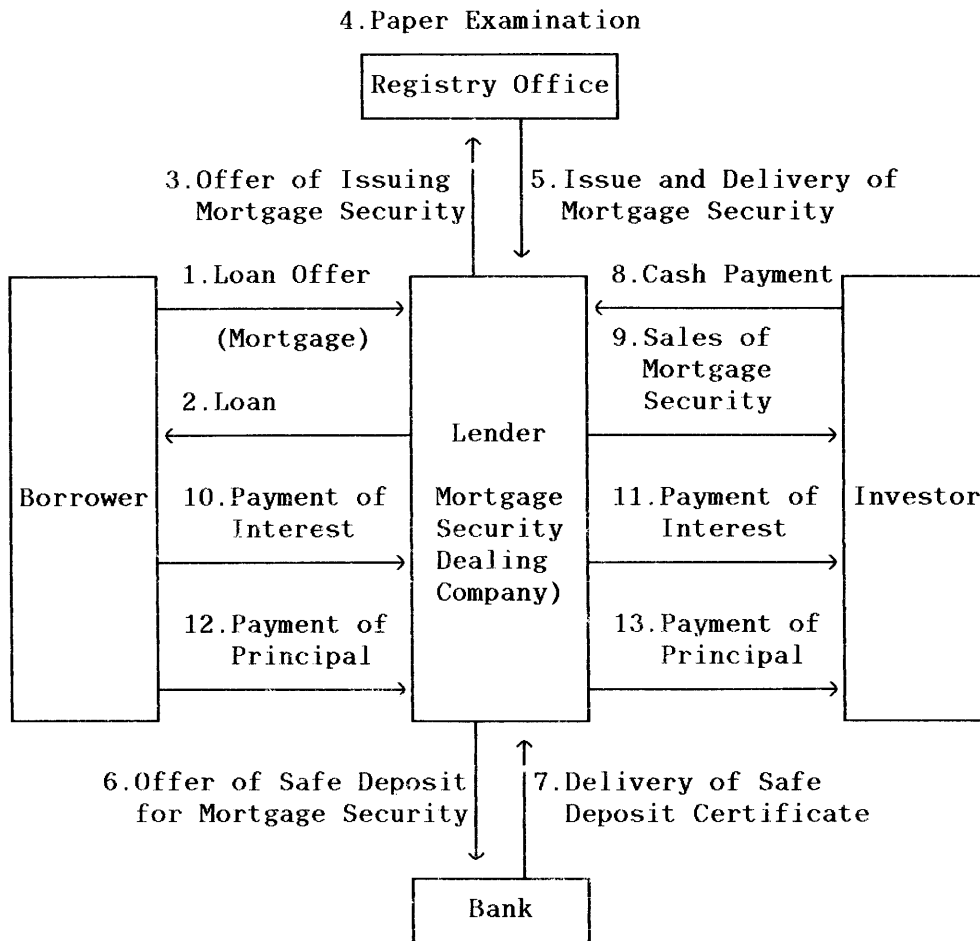 4.Paper Examination
Registry Office
3.Offer of Issuing
Mortgage Security
5.Issue and Delivery of
Mortgage Security
1.Loan Offer
(Mortgage)
2.Loan
8.Cash Payment
9.Sales of
Mortgage
Security
Borrower
Lender
Mortgage
Security
Dealing
Company)
Investor
10.Payment of
Interest
11.Payment of
Interest
12.Payment of
Principal
13.Payment of
Principal
6.Offer of Safe Deposit
for Mortgage Security
7.Delivery of Safe
Deposit Certificate
Bank